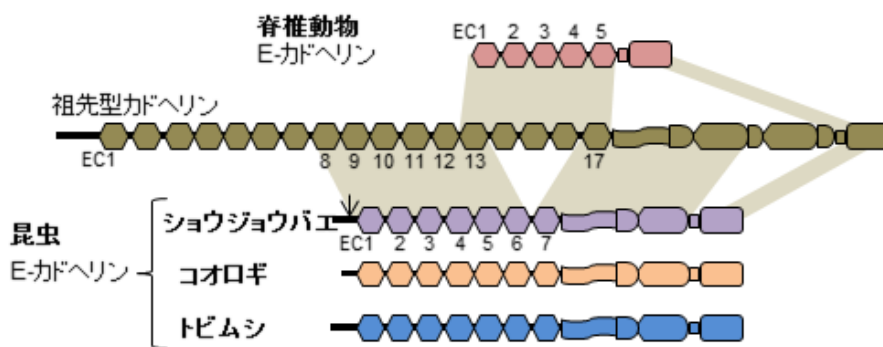 脊椎動物
E-カドヘリン
EC1 2 3 4 5
祖先型カドヘリン
EC1 8 9 10 11 12 13 17
昆虫
E-カドヘリン
ショウジョウバエ
EC1 2 3 4 5 6 7
コオロギ
トビムシ